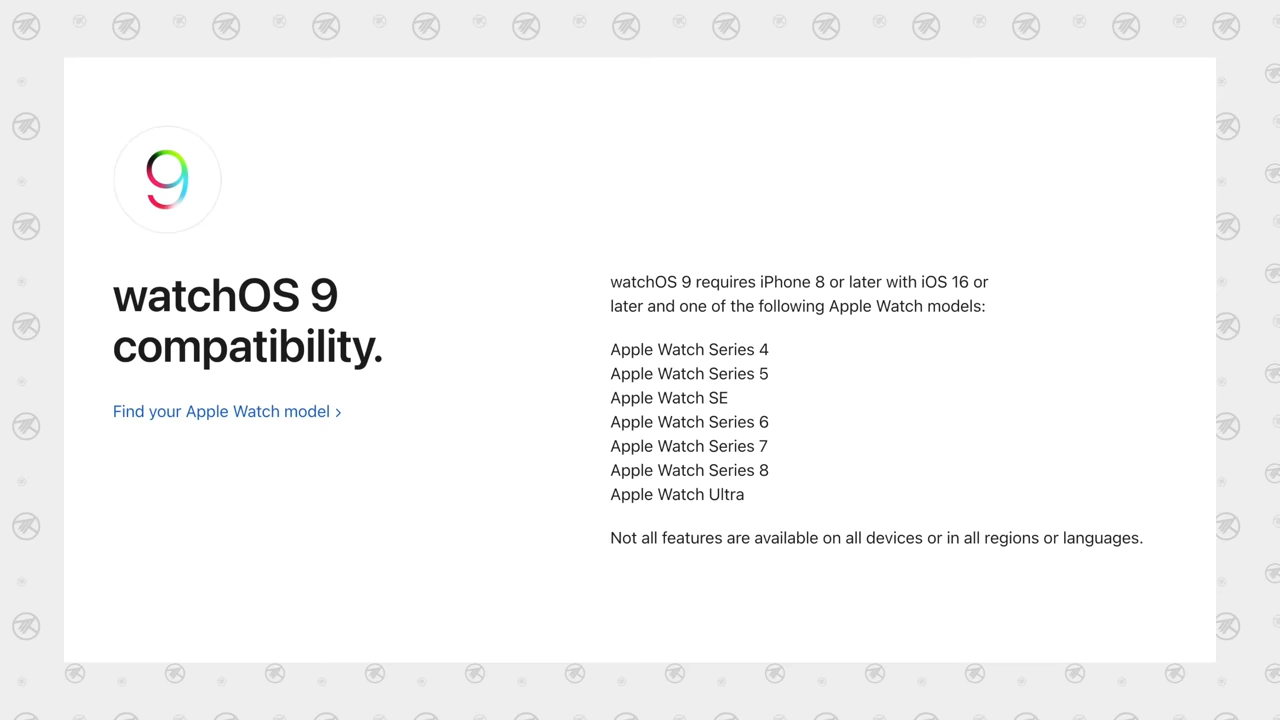 9
watchOS 9
compatibility.
Find your Apple Watch model ›
watchOS 9 requires iPhone 8 or later with iOS 16 or
later and one of the following Apple Watch models:
Apple Watch Series 4
Apple Watch Series 5
Apple Watch SE
Apple Watch Series 6
Apple Watch Series 7
Apple Watch Series 8
Apple Watch Ultra
Not all features are available on all devices or in all regions or languages.